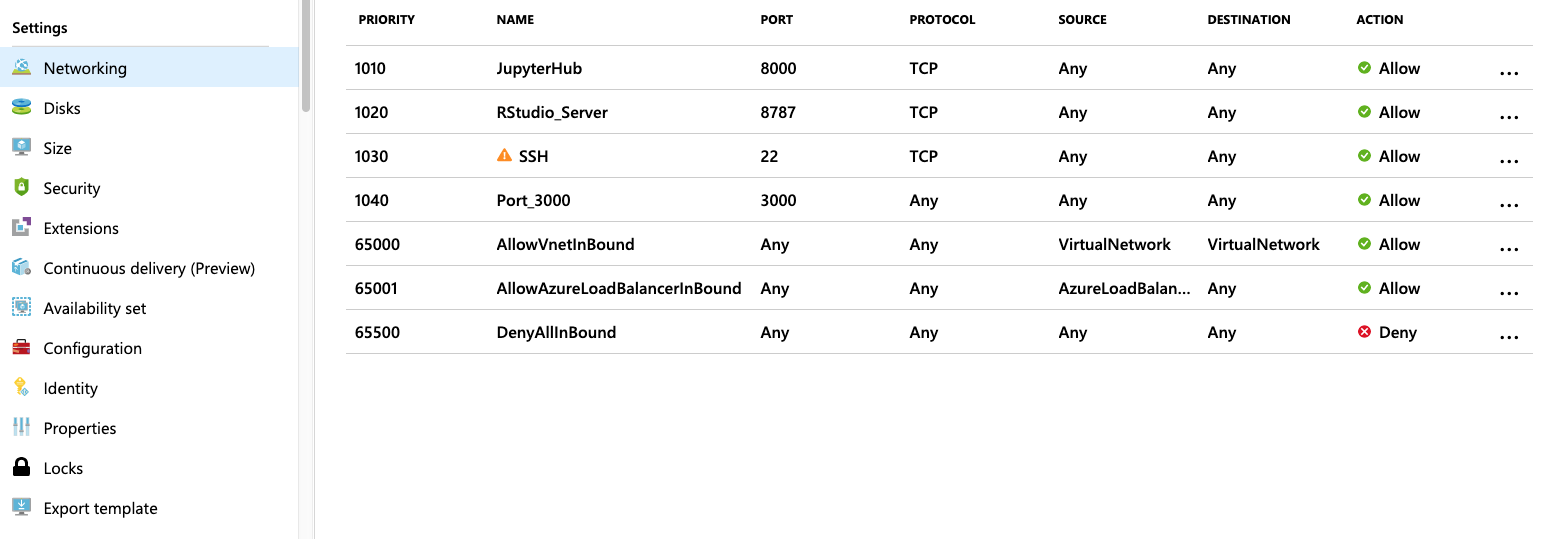 Settings
Networking
Disks
Size
Security
Extensions
Continuous delivery (Preview)
Availability set
Configuration
Identity
Properties
Locks
Export template
PRIORITY NAME PORT PROTOCOL SOURCE DESTINATION ACTION
1010 JupyterHub 8000 TCP Any Any Allow ...
1020 RStudio_Server 8787 TCP Any Any Allow ...
1030 SSH 22 TCP Any Any Allow ...
1040 Port_3000 3000 Any Any Any Allow ...
65000 AllowVnetInBound Any Any VirtualNetwork VirtualNetwork Allow ...
65001 AllowAzureLoadBalancerInBound Any Any AzureLoadBalan... Any Allow ...
65500 DenyAllInBound Any Any Any Any Deny ...